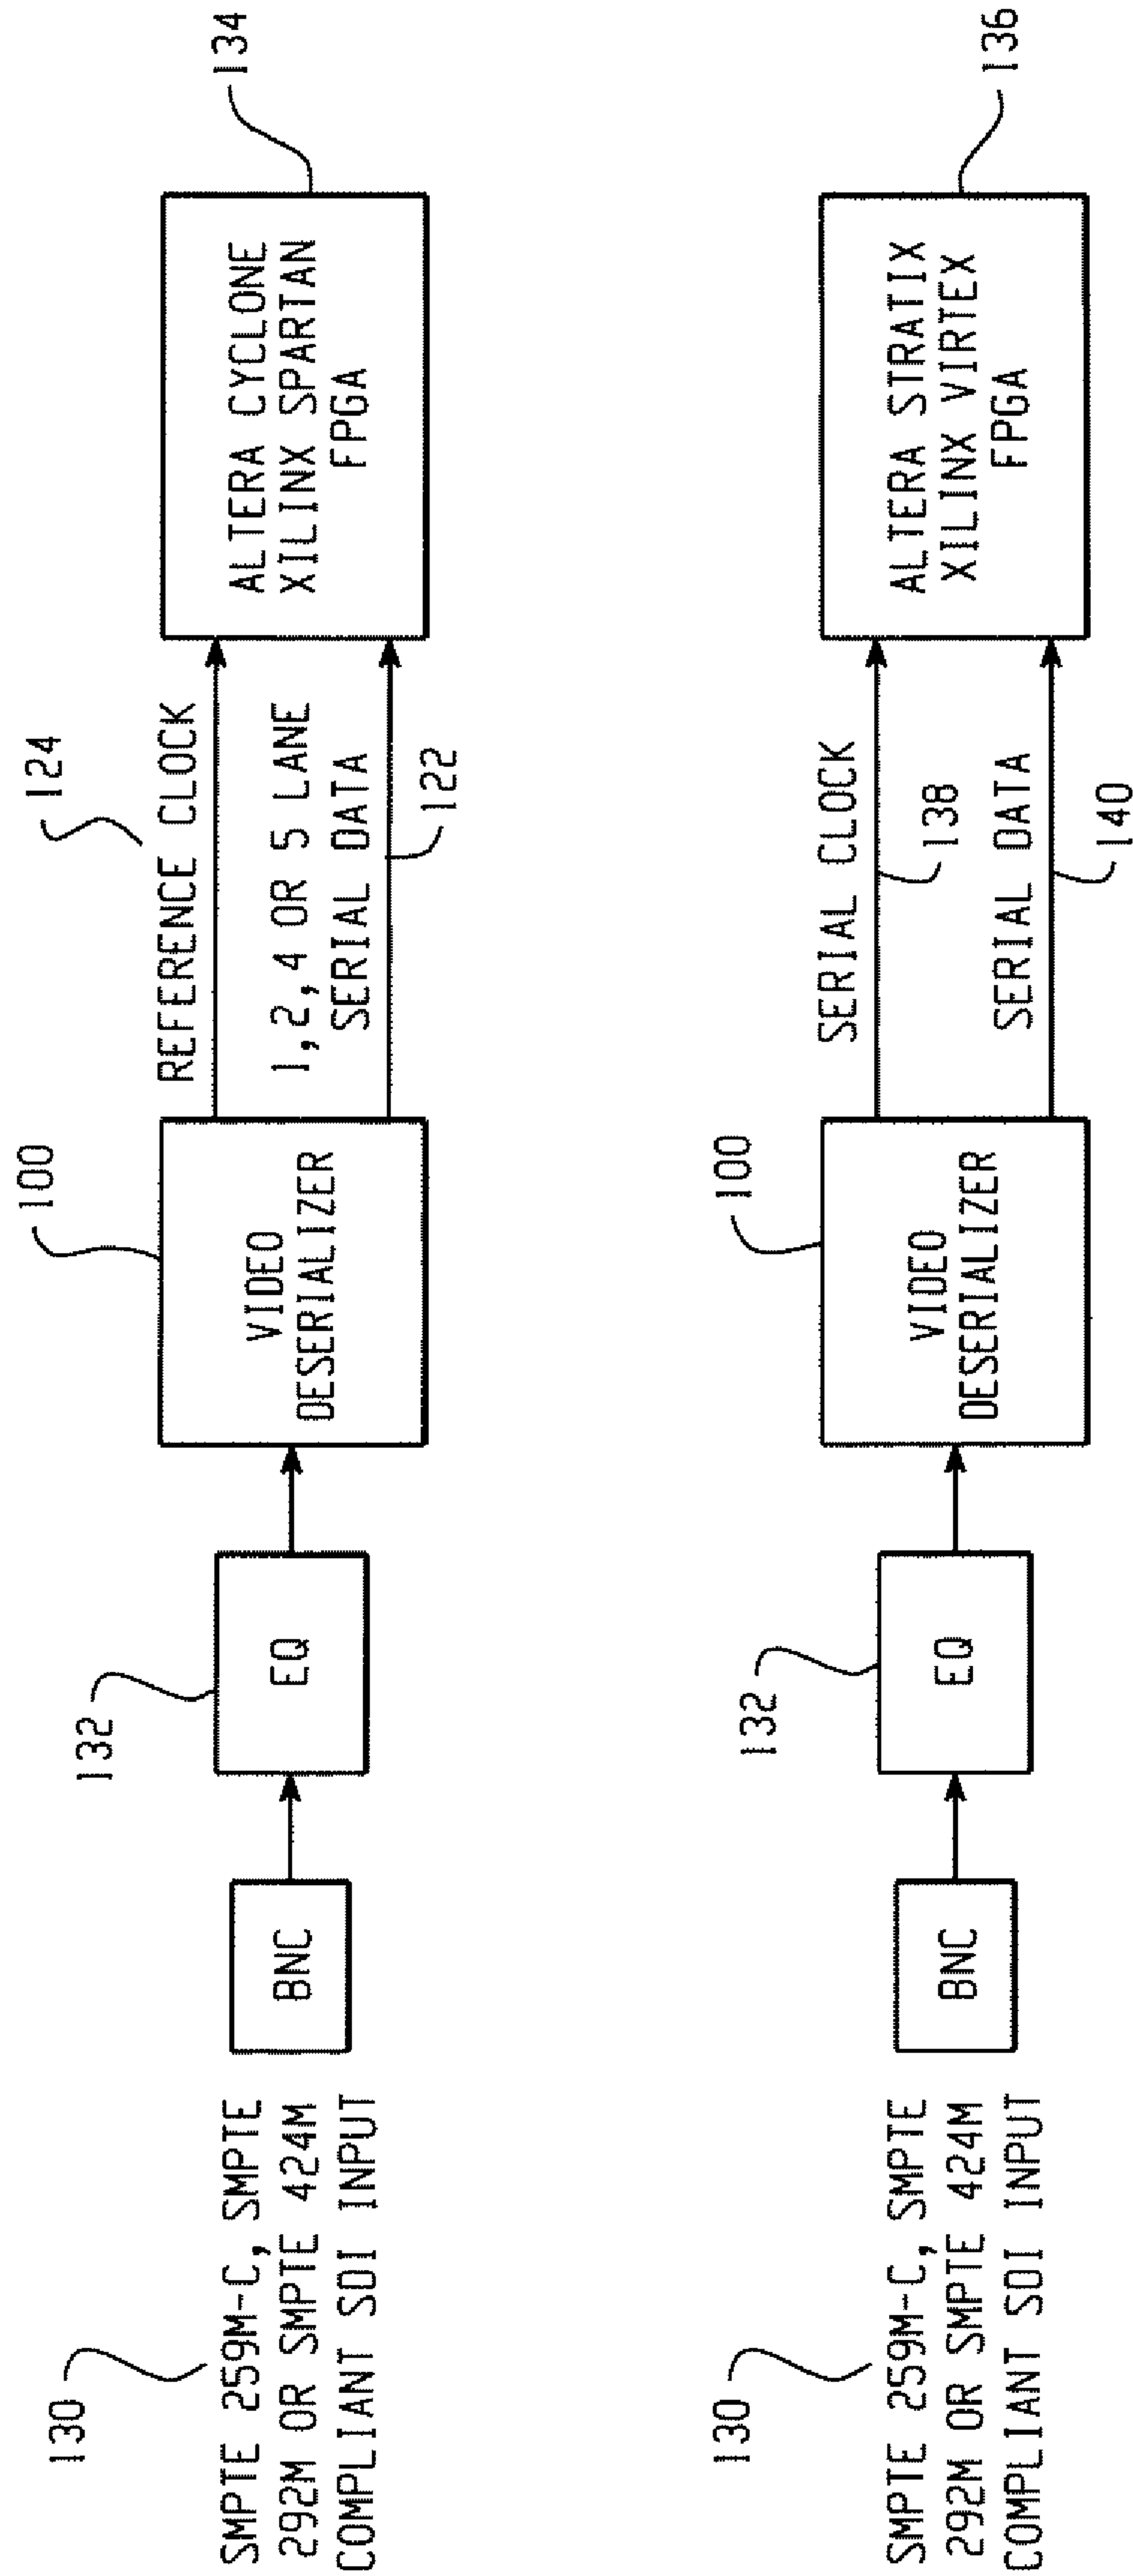 130
SMPTE 259M-C, SMPTE
292M OR SMPTE 424M
COMPLIANT SDI INPUT
BNC
132
EQ
100
VIDEO
DESERIALIZER
124
REFERENCE CLOCK
1,2,4 OR 5 LANE
SERIAL DATA
122
134
ALTERA CYCLONE
XILINX SPARTAN
FPGA
130
SMPTE 259M-C, SMPTE
292M OR SMPTE 424M
COMPLIANT SDI INPUT
BNC
132
EQ
100
VIDEO
DESERIALIZER
SERIAL CLOCK
138
SERIAL DATA
140
136
ALTERA STRATIX
XILINX VIRTEX
FPGA